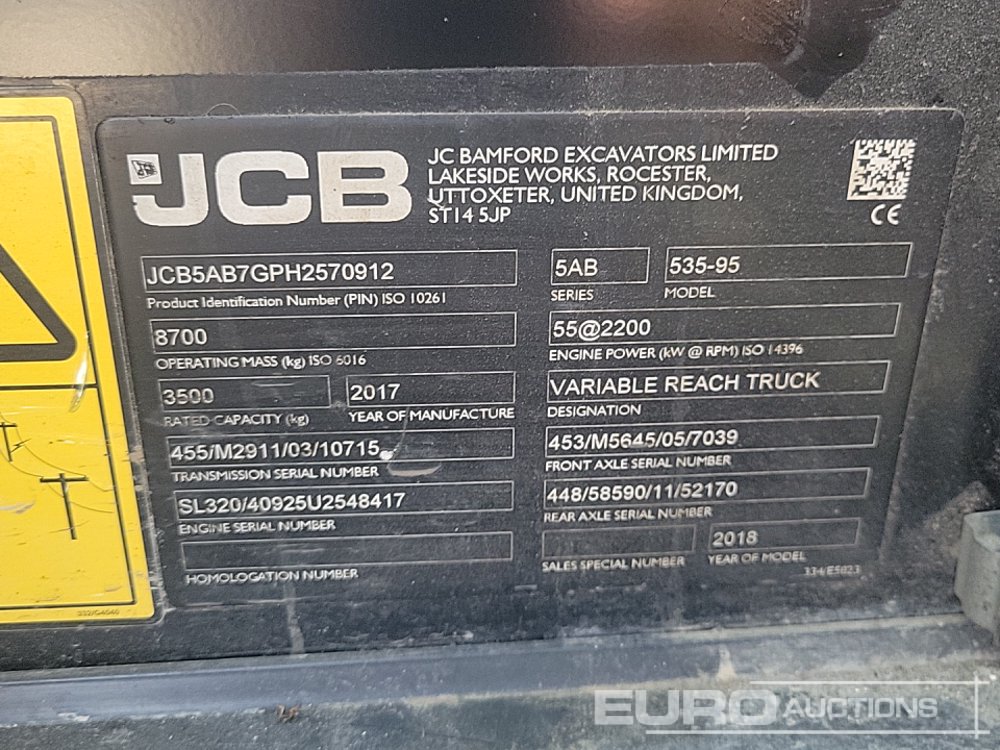 JCB
JC BAMFORD EXCAVATORS LIMITED
LAKESIDE WORKS, ROCESTER,
UTTOXETER, UNITED KINGDOM,
ST14 5JP
CE
JCB5AB7GPH2570912
Product Identification Number (PIN) ISO 10261
5AB
SERIES
535-95
MODEL
8700
OPERATING MASS (kg) ISO 6016
55@2200
ENGINE POWER (kW @ RPM) ISO 14396
3500
RATED CAPACITY (kg)
2017
YEAR OF MANUFACTURE
VARIABLE REACH TRUCK
DESIGNATION
455/M2911/03/10715
TRANSMISSION SERIAL NUMBER
453/M5645/05/7039
FRONT AXLE SERIAL NUMBER
SL320/40925U2548417
ENGINE SERIAL NUMBER
448/58590/11/52170
REAR AXLE SERIAL NUMBER
HOMOLOGATION NUMBER
SALES SPECIAL NUMBER
2018
YEAR OF MODEL
334/E5823
332/G4040
EURO AUCTIONS